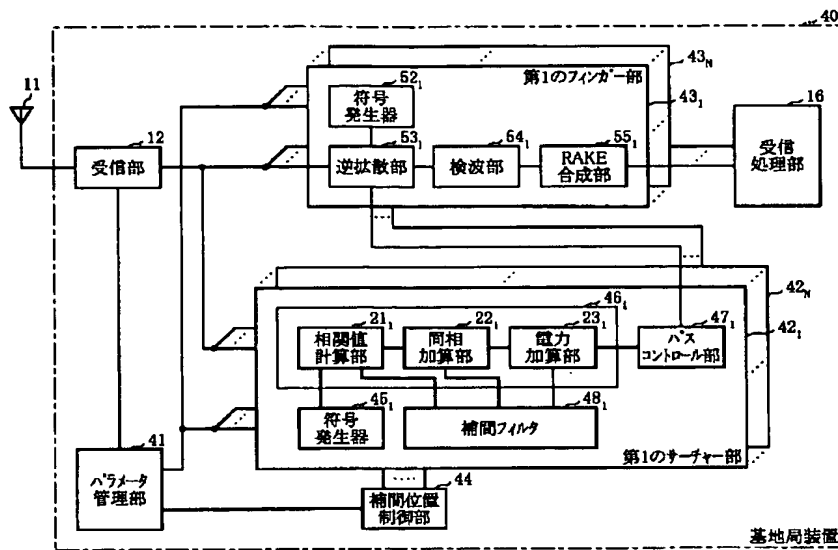 40
11
12
受信部
52₁
符号
発生器
第1のフィンガー部
43N
43₁
53₁
逆拡散部
54₁
検波部
55₁
RAKE
合成部
16
受信
処理部
46₁
21₁
相関値
計算部
22₁
同相
加算部
23₁
電力
加算部
47₁
パス
コントロール部
42N
42₁
45₁
符号
発生器
48₁
補間フィルタ
第1のサーチャー部
41
パラメータ
管理部
44
補間位置
制御部
基地局装置